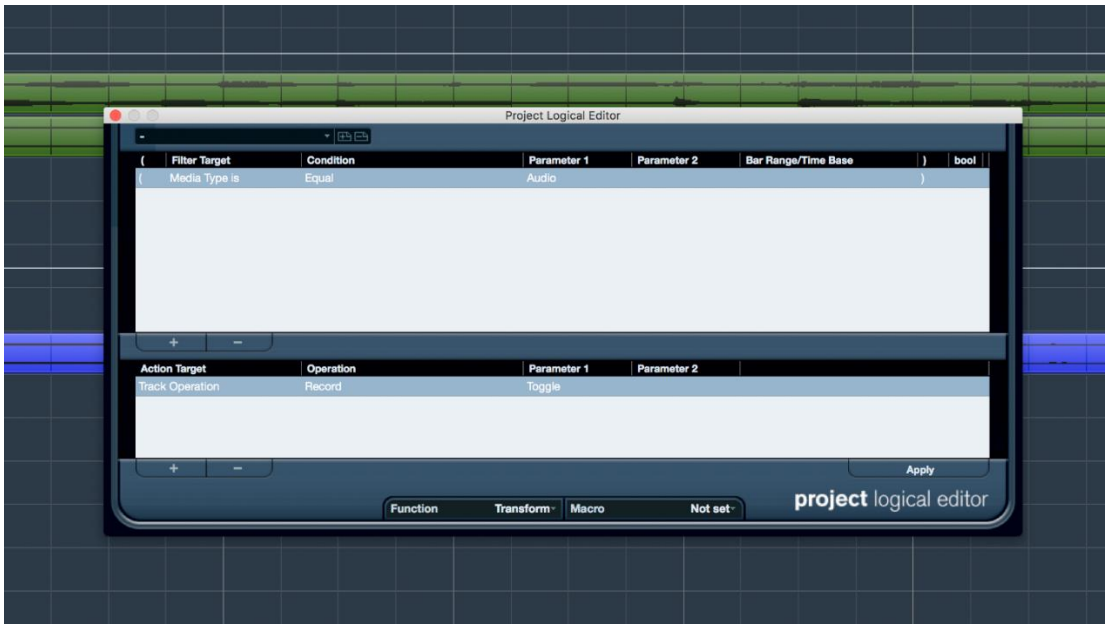 Project Logical Editor
-
( Filter Target Condition Parameter 1 Parameter 2 Bar Range/Time Base ) bool
( Media Type is Equal Audio )
+ −
Action Target Operation Parameter 1 Parameter 2
Track Operation Record Toggle
+ −
Apply
Function Transform Macro Not set
project logical editor